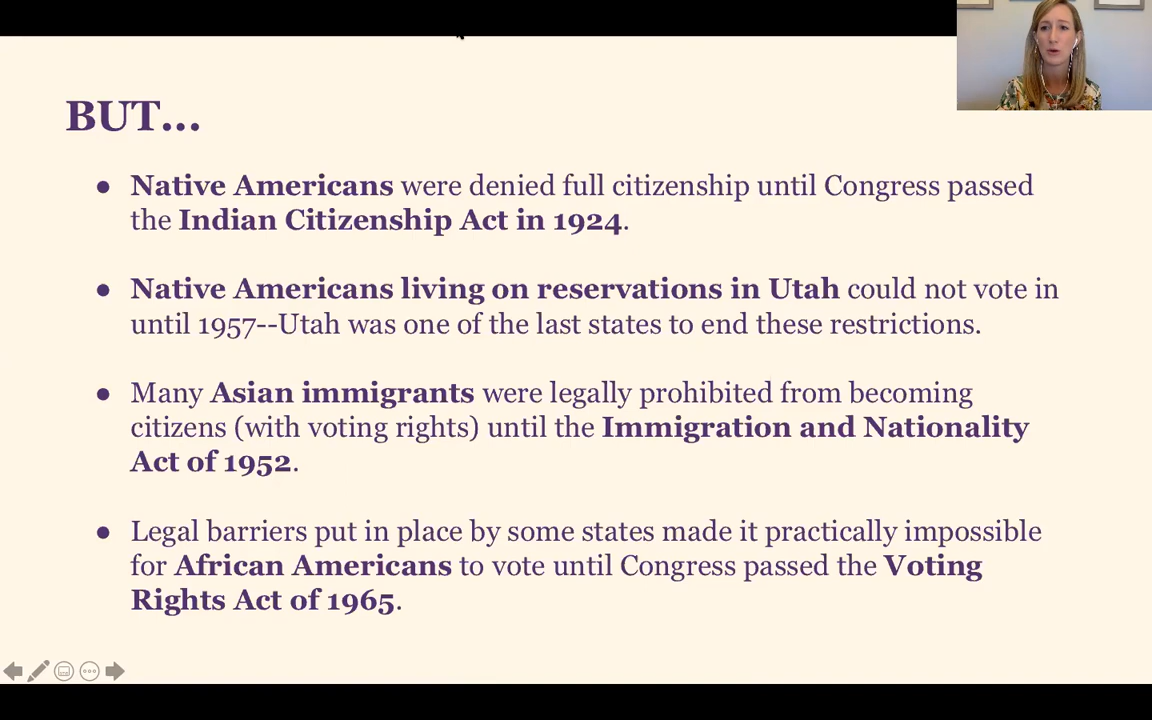 BUT...
● Native Americans were denied full citizenship until Congress passed
the Indian Citizenship Act in 1924.
● Native Americans living on reservations in Utah could not vote in
until 1957--Utah was one of the last states to end these restrictions.
● Many Asian immigrants were legally prohibited from becoming
citizens (with voting rights) until the Immigration and Nationality
Act of 1952.
● Legal barriers put in place by some states made it practically impossible
for African Americans to vote until Congress passed the Voting
Rights Act of 1965.